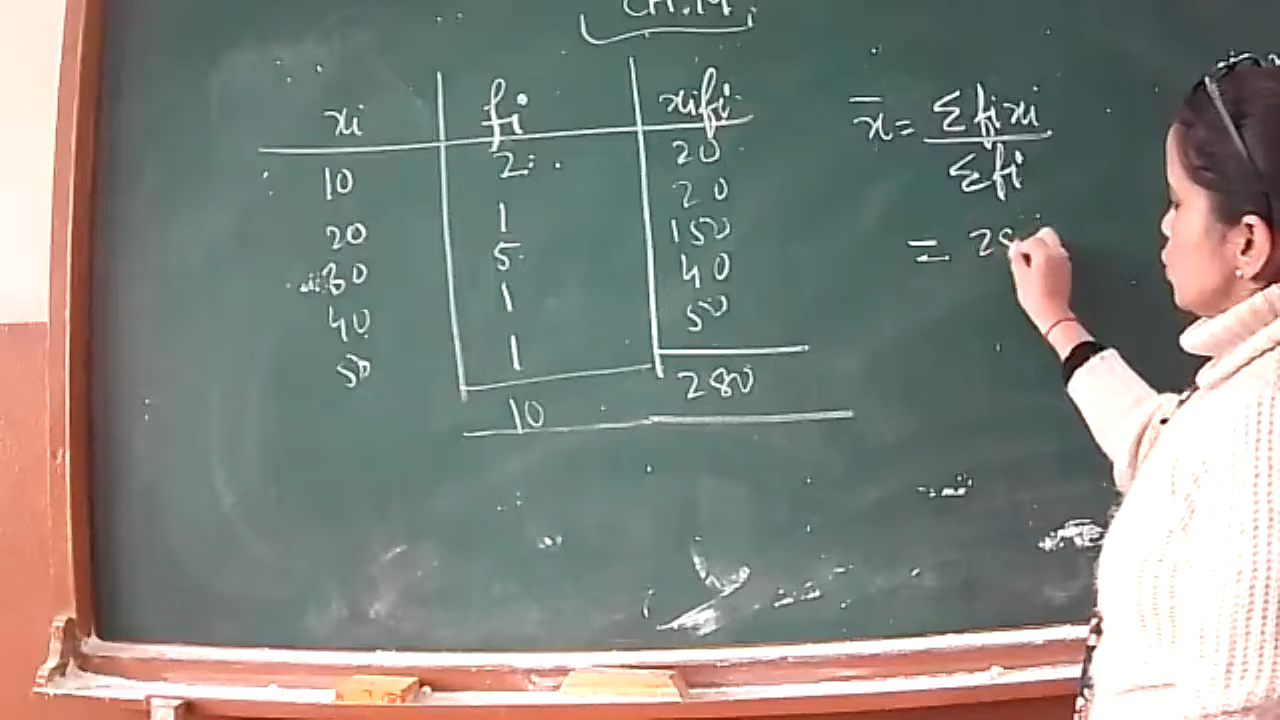 xi fi xifi
10 2 20
20 1 20
30 5 150
40 1 40
50 1 50
10 280
x̄ = Σfixi / Σfi
= 28